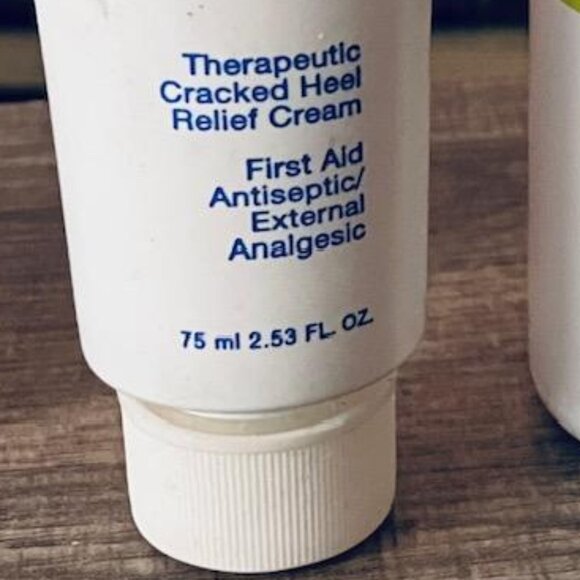 Therapeutic
Cracked Heel
Relief Cream
First Aid
Antiseptic/
External
Analgesic
75 ml 2.53 FL. OZ.